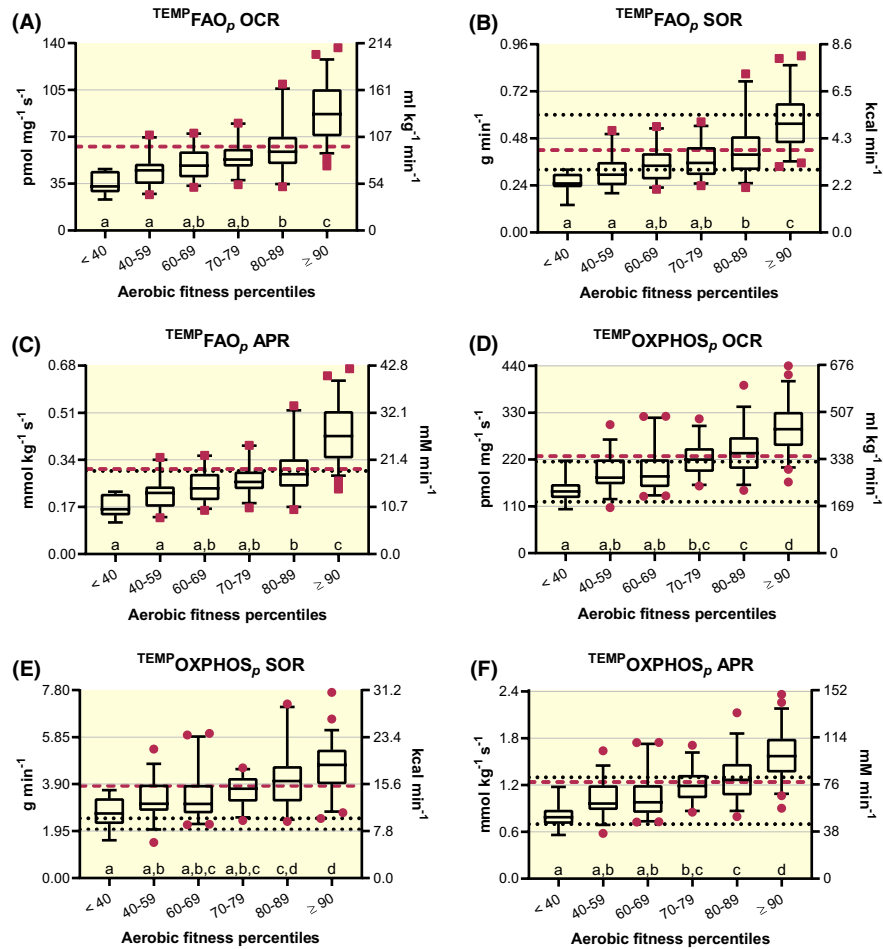 (A) TEMPFAOp OCR
140
105
70
35
0
pmol mg-1 s-1
214
161
107
54
0
ml kg-1 min-1
a a a,b a,b b c
< 40 40-59 60-69 70-79 80-89 ≥ 90
Aerobic fitness percentiles
(B) TEMPFAOp SOR
0.96
0.72
0.48
0.24
0.00
g min-1
8.6
6.5
4.3
2.2
0.0
kcal min-1
a a a,b a,b b c
< 40 40-59 60-69 70-79 80-89 ≥ 90
Aerobic fitness percentiles
(C) TEMPFAOp APR
0.68
0.51
0.34
0.17
0.00
mmol kg-1 s-1
42.8
32.1
21.4
10.7
0.0
mM min-1
a a a,b a,b b c
< 40 40-59 60-69 70-79 80-89 ≥ 90
Aerobic fitness percentiles
(D) TEMPOXPHOSp OCR
440
330
220
110
0
pmol mg-1 s-1
676
507
338
169
0
ml kg-1 min-1
a a,b a,b b,c c d
< 40 40-59 60-69 70-79 80-89 ≥ 90
Aerobic fitness percentiles
(E) TEMPOXPHOSp SOR
7.80
5.85
3.90
1.95
0.00
g min-1
31.2
23.4
15.6
7.8
0.0
kcal min-1
a a,b a,b,c a,b,c c,d d
< 40 40-59 60-69 70-79 80-89 ≥ 90
Aerobic fitness percentiles
(F) TEMPOXPHOSp APR
2.4
1.8
1.2
0.6
0.0
mmol kg-1 s-1
152
114
76
38
0
mM min-1
a a,b a,b b,c c d
< 40 40-59 60-69 70-79 80-89 ≥ 90
Aerobic fitness percentiles